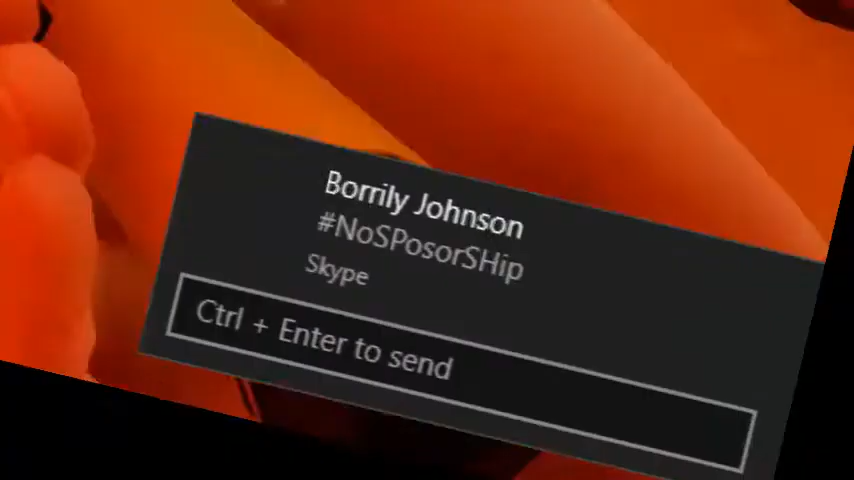 Borrily Johnson
#NoSPosorSHip
Skype
Ctrl + Enter to send